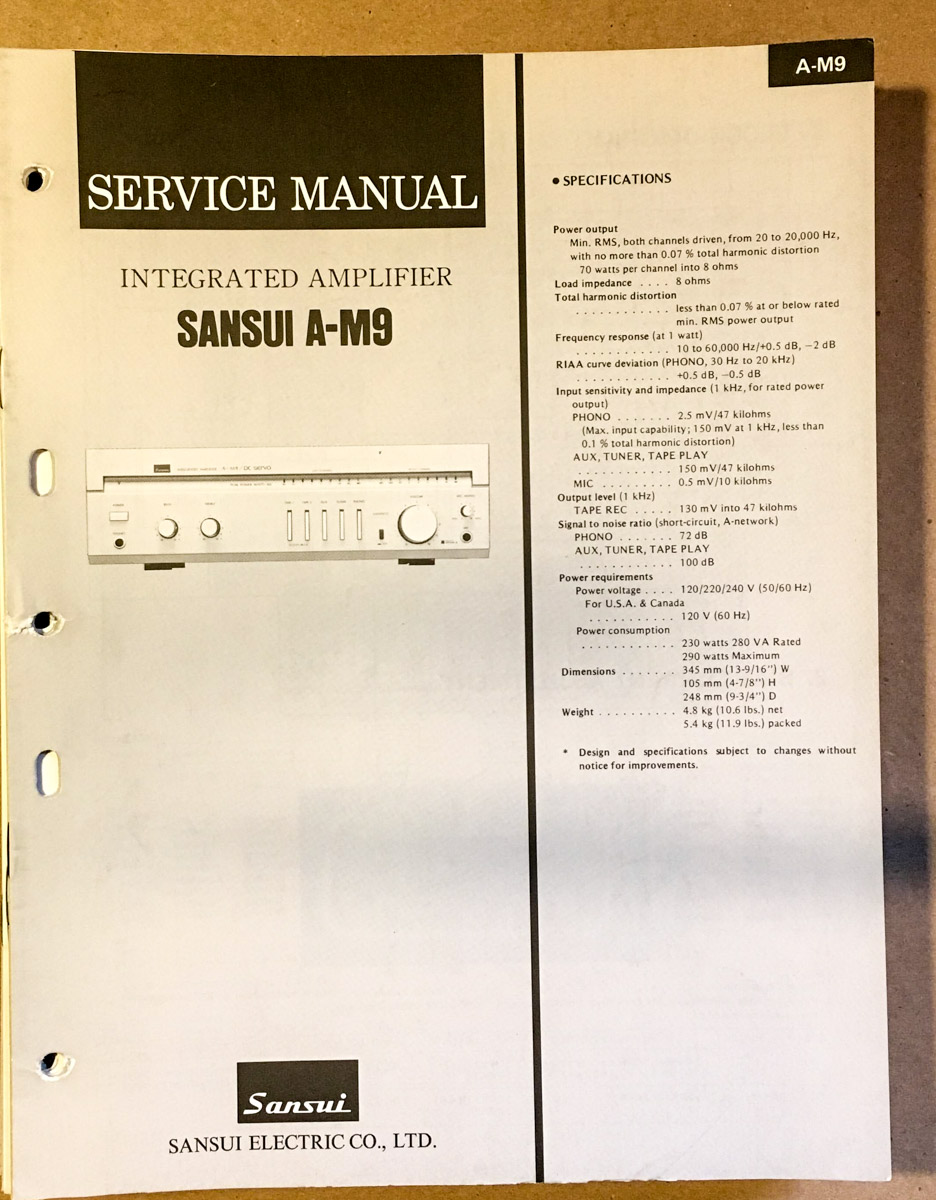 SERVICE MANUAL
INTEGRATED AMPLIFIER
SANSUI A-M9
Sansui
SANSUI ELECTRIC CO., LTD.
A-M9
● SPECIFICATIONS
Power output
Min. RMS, both channels driven, from 20 to 20,000 Hz,
with no more than 0.07 % total harmonic distortion
70 watts per channel into 8 ohms
Load impedance . . . . 8 ohms
Total harmonic distortion
. . . . . . . . . . . . less than 0.07 % at or below rated
min. RMS power output
Frequency response (at 1 watt)
. . . . . . . . . . . . 10 to 60,000 Hz/+0.5 dB, −2 dB
RIAA curve deviation (PHONO, 30 Hz to 20 kHz)
. . . . . . . . . . . . +0.5 dB, −0.5 dB
Input sensitivity and impedance (1 kHz, for rated power
output)
PHONO . . . . . . . 2.5 mV/47 kilohms
(Max. input capability; 150 mV at 1 kHz, less than
0.1 % total harmonic distortion)
AUX, TUNER, TAPE PLAY
. . . . . . . . . . . . 150 mV/47 kilohms
MIC . . . . . . . . . 0.5 mV/10 kilohms
Output level (1 kHz)
TAPE REC . . . . . 130 mV into 47 kilohms
Signal to noise ratio (short-circuit, A-network)
PHONO . . . . . . . 72 dB
AUX, TUNER, TAPE PLAY
. . . . . . . . . . . . 100 dB
Power requirements
Power voltage . . . . 120/220/240 V (50/60 Hz)
For U.S.A. & Canada
. . . . . . . . . . . 120 V (60 Hz)
Power consumption
. . . . . . . . . . . . 230 watts 280 VA Rated
290 watts Maximum
Dimensions . . . . . . . 345 mm (13-9/16") W
105 mm (4-7/8") H
248 mm (9-3/4") D
Weight . . . . . . . . . . 4.8 kg (10.6 lbs.) net
5.4 kg (11.9 lbs.) packed
* Design and specifications subject to changes without
notice for improvements.